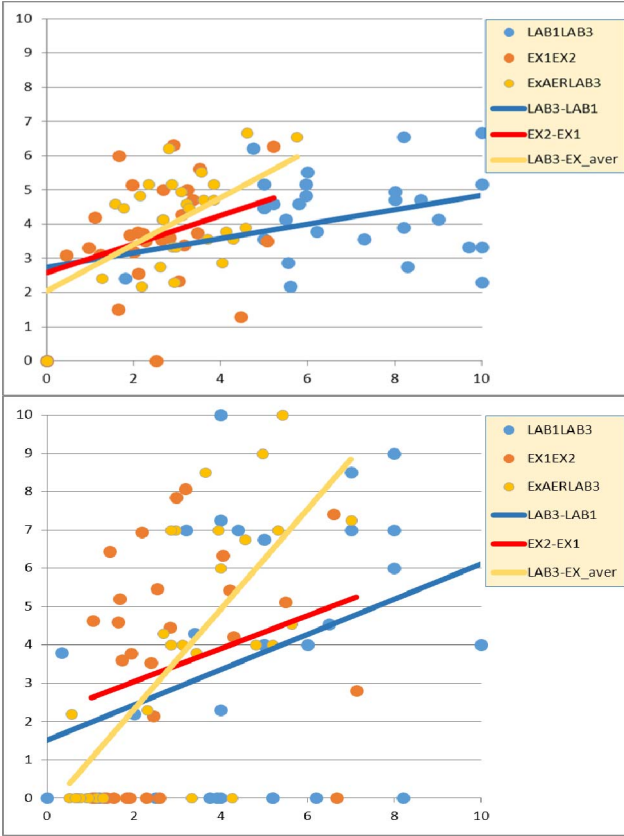 10
9
8
7
6
5
4
3
2
1
0
0 2 4 6 8 10
LAB1LAB3
EX1EX2
ExAERLAB3
LAB3-LAB1
EX2-EX1
LAB3-EX_aver
10
9
8
7
6
5
4
3
2
1
0
0 2 4 6 8 10
LAB1LAB3
EX1EX2
ExAERLAB3
LAB3-LAB1
EX2-EX1
LAB3-EX_aver